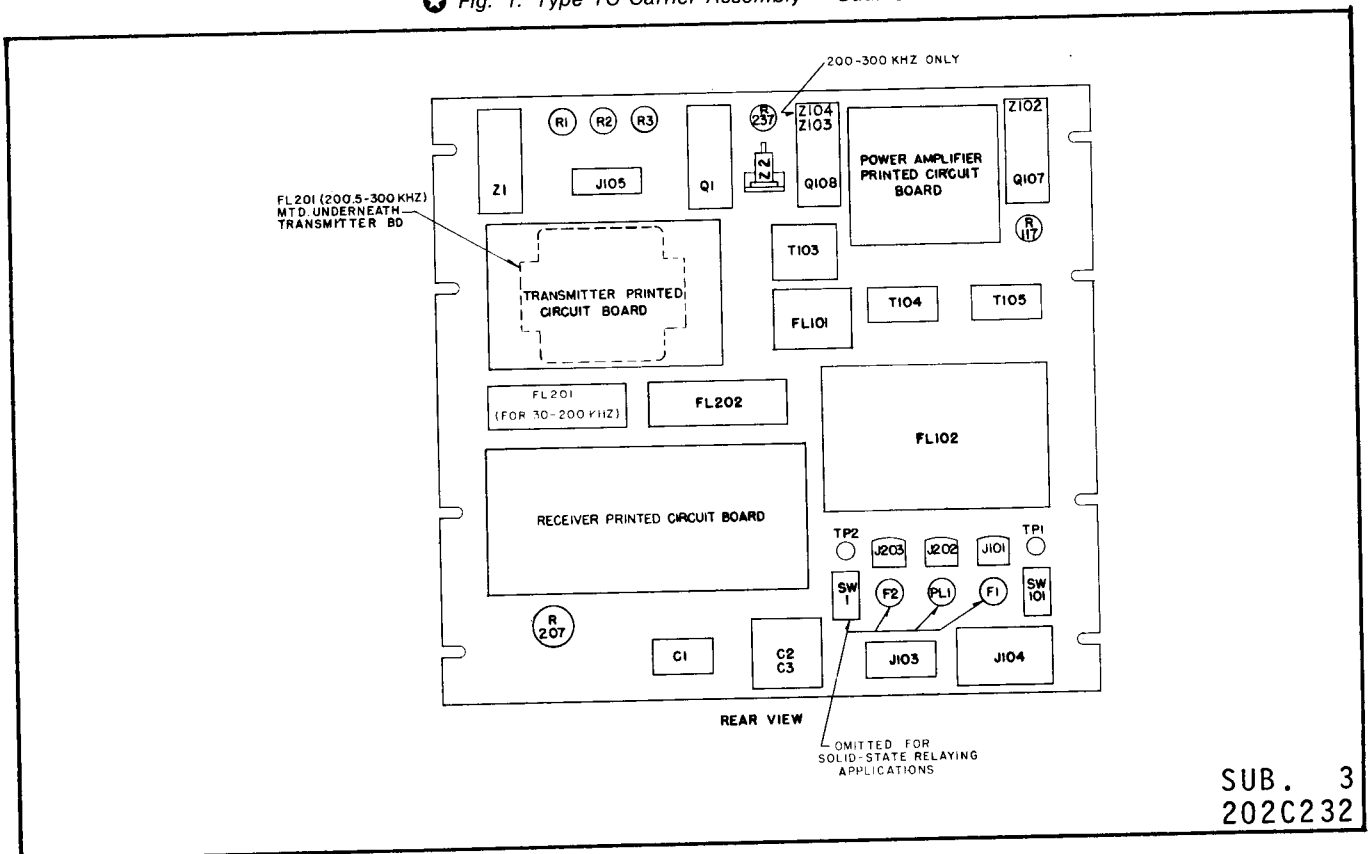 Fig. 1. Type TC Carrier Assembly
200-300 KHZ ONLY
Z1
R1
R2
R3
J105
Q1
R
237
Z2
Z104
Z103
Q108
POWER AMPLIFIER
PRINTED CIRCUIT
BOARD
Z102
Q107
R
117
FL201 (200.5-300 KHZ)
MTD. UNDERNEATH
TRANSMITTER BD
TRANSMITTER PRINTED
CIRCUIT BOARD
T103
FL101
T104
T105
FL201
(FOR 30-200 KHZ)
FL202
FL102
RECEIVER PRINTED CIRCUIT BOARD
TP2
J203
J202
J101
TP1
SW
1
F2
PL1
F1
SW
101
R
207
C1
C2
C3
J103
J104
REAR VIEW
OMITTED FOR
SOLID-STATE RELAYING
APPLICATIONS
SUB. 3
202C232